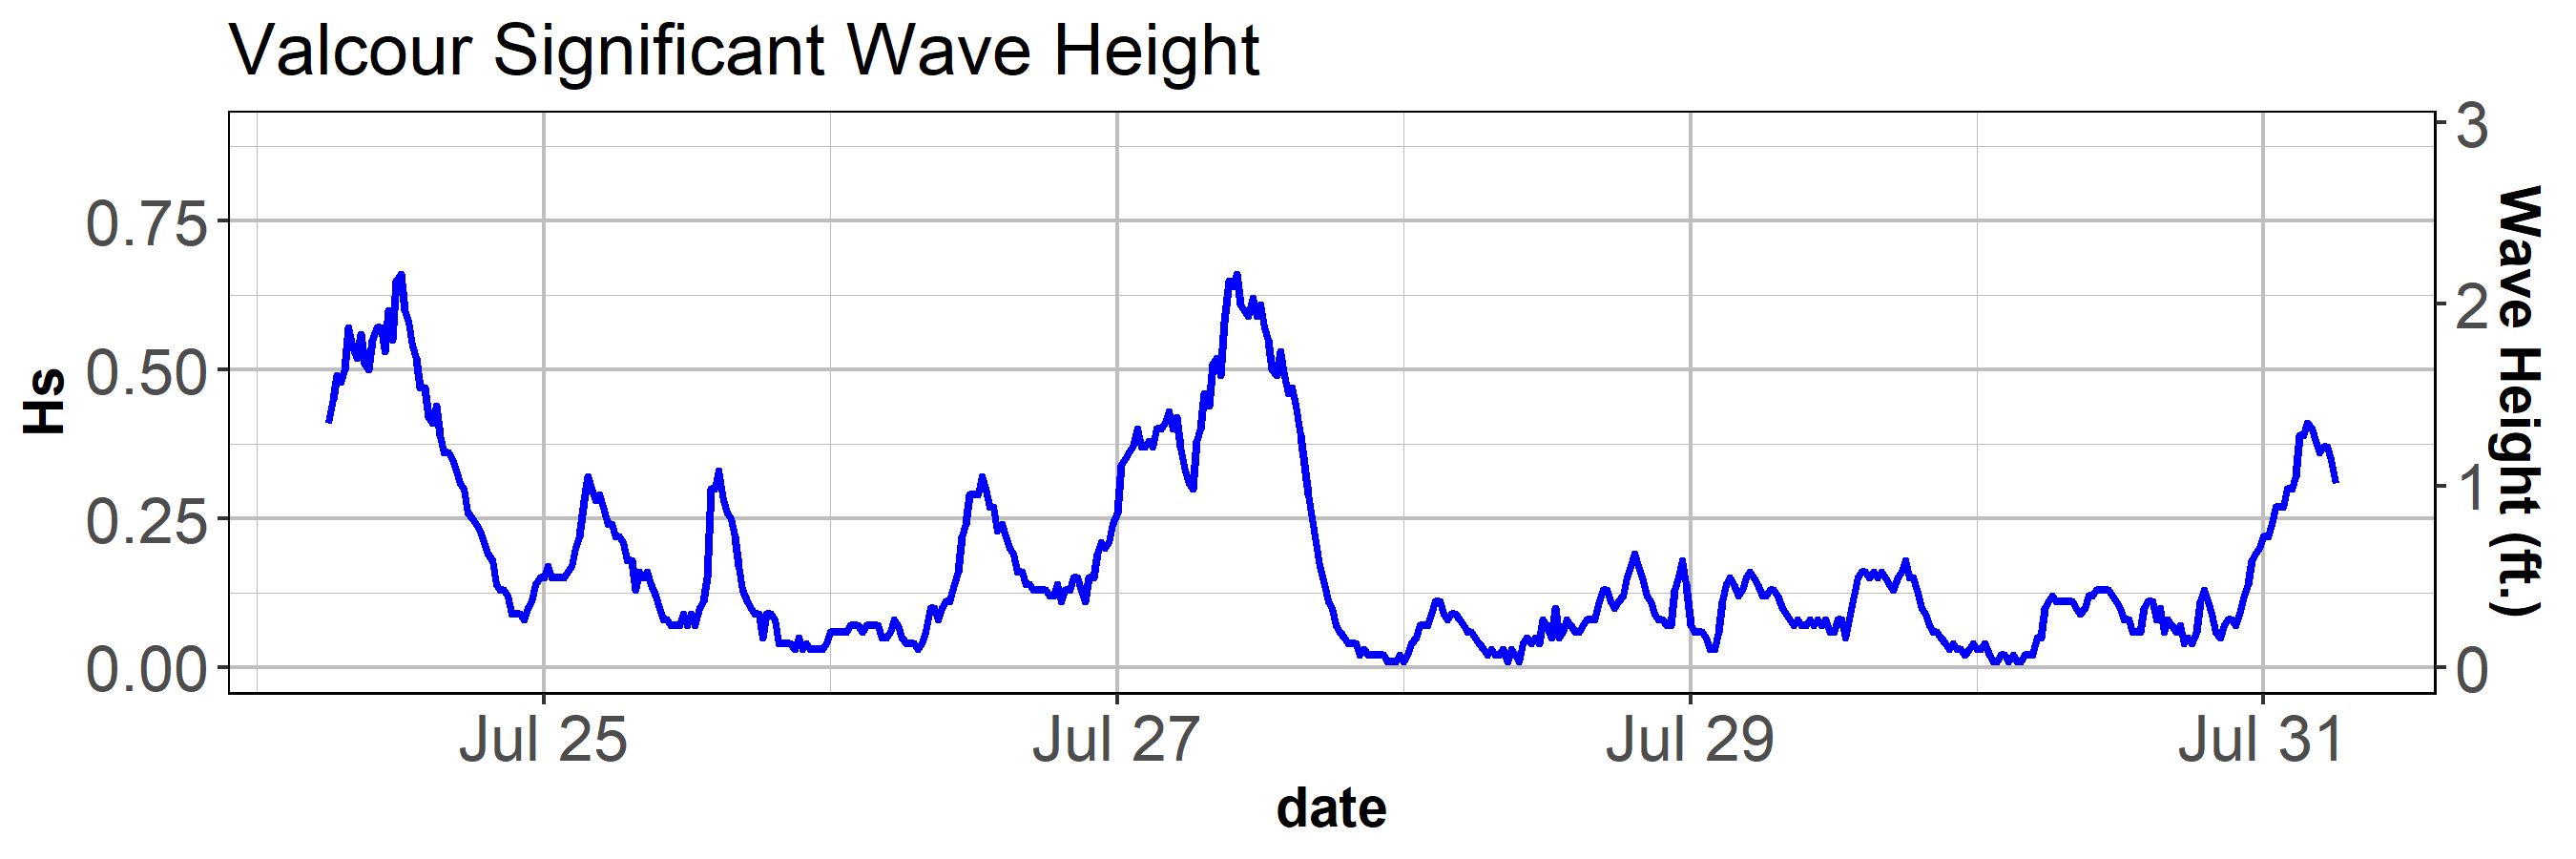 Valcour Significant Wave Height
Hs
0.75
0.50
0.25
0.00
3
2
1
0
Wave Height (ft.)
Jul 25
Jul 27
Jul 29
Jul 31
date